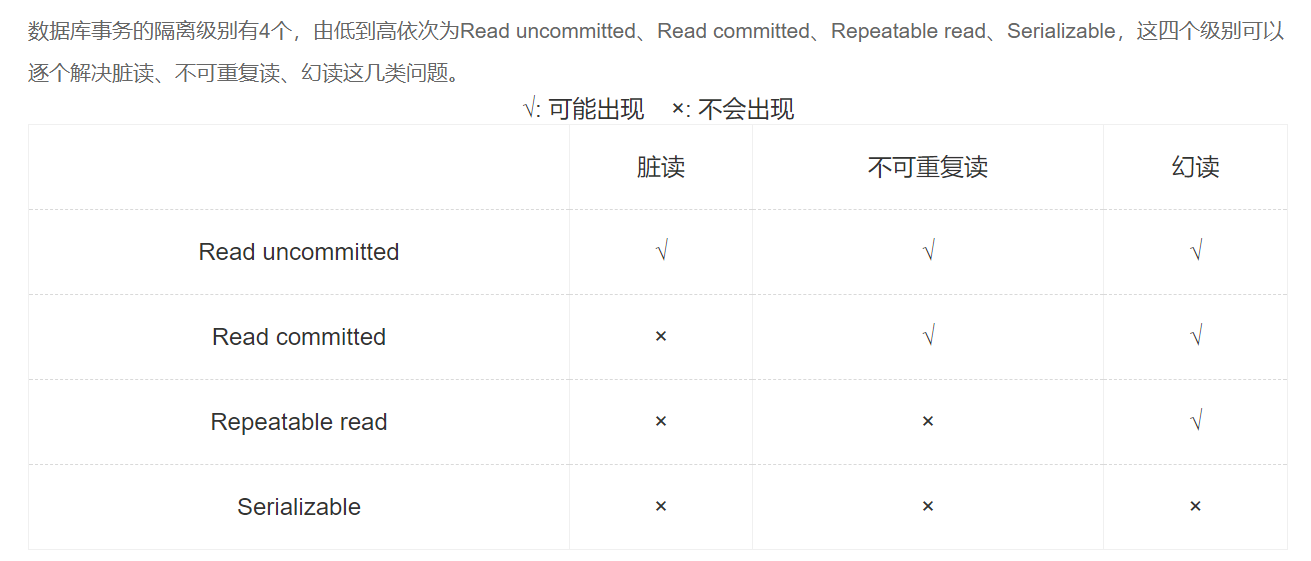 数据库事务的隔离级别有4个，由低到高依次为Read uncommitted、Read committed、Repeatable read、Serializable，这四个级别可以
逐个解决脏读、不可重复读、幻读这几类问题。
√: 可能出现 ×: 不会出现
脏读 不可重复读 幻读
Read uncommitted √ √ √
Read committed × √ √
Repeatable read × × √
Serializable × × ×